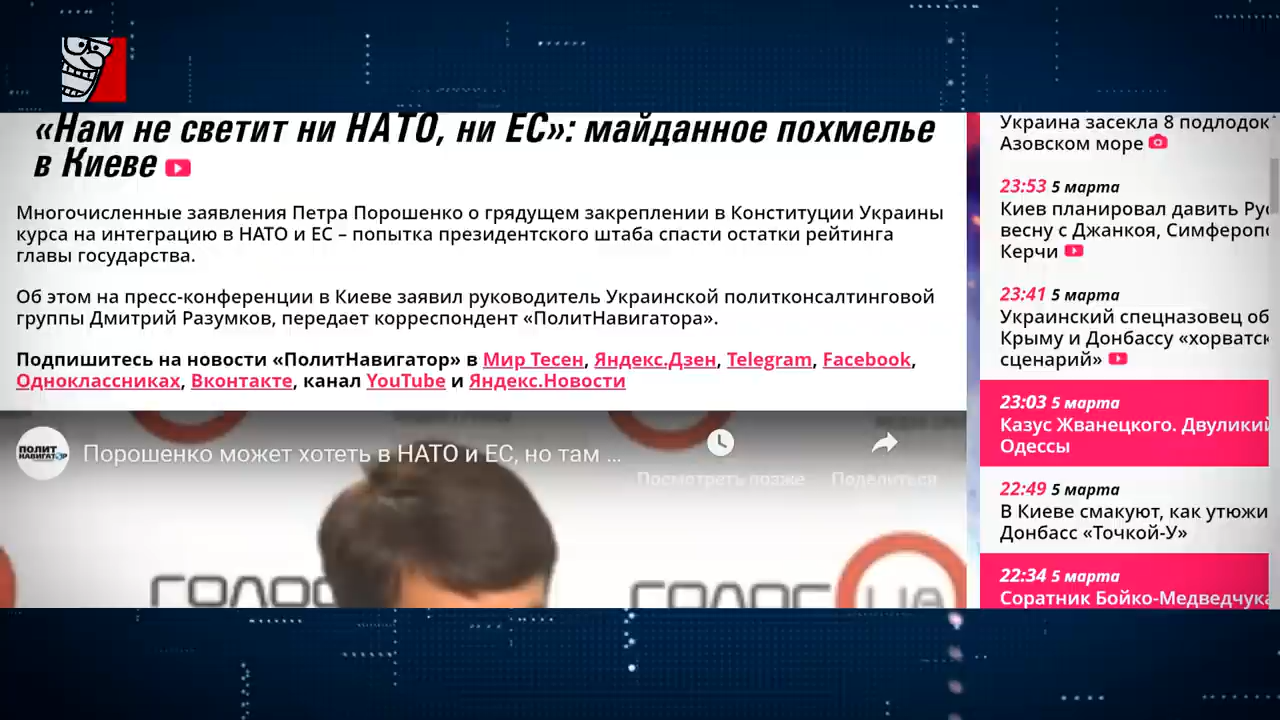 «Нам не светит ни НАТО, ни ЕС»: майданное похмелье
в Киеве
Многочисленные заявления Петра Порошенко о грядущем закреплении в Конституции Украины
курса на интеграцию в НАТО и ЕС – попытка президентского штаба спасти остатки рейтинга
главы государства.
Об этом на пресс-конференции в Киеве заявил руководитель Украинской политконсалтинговой
группы Дмитрий Разумков, передает корреспондент «ПолитНавигатора».
Подпишитесь на новости «ПолитНавигатор» в Мир Тесен, Яндекс.Дзен, Telegram, Facebook,
Одноклассниках, Вконтакте, канал YouTube и Яндекс.Новости
ПОЛИТ
НАВИГАТОР
Порошенко может хотеть в НАТО и ЕС, но там ...
Посмотреть позже
Поделиться
ГОЛОС
ГОЛОС UA
Украина засекла 8 подлодок
Азовском море
23:53 5 марта
Киев планировал давить Рус
весну с Джанкоя, Симферопо
Керчи
23:41 5 марта
Украинский спецназовец об
Крыму и Донбассу «хорватск
сценарий»
23:03 5 марта
Казус Жванецкого. Двуликий
Одессы
22:49 5 марта
В Киеве смакуют, как утюжи
Донбасс «Точкой-У»
22:34 5 марта
Соратник Бойко-Медведчука